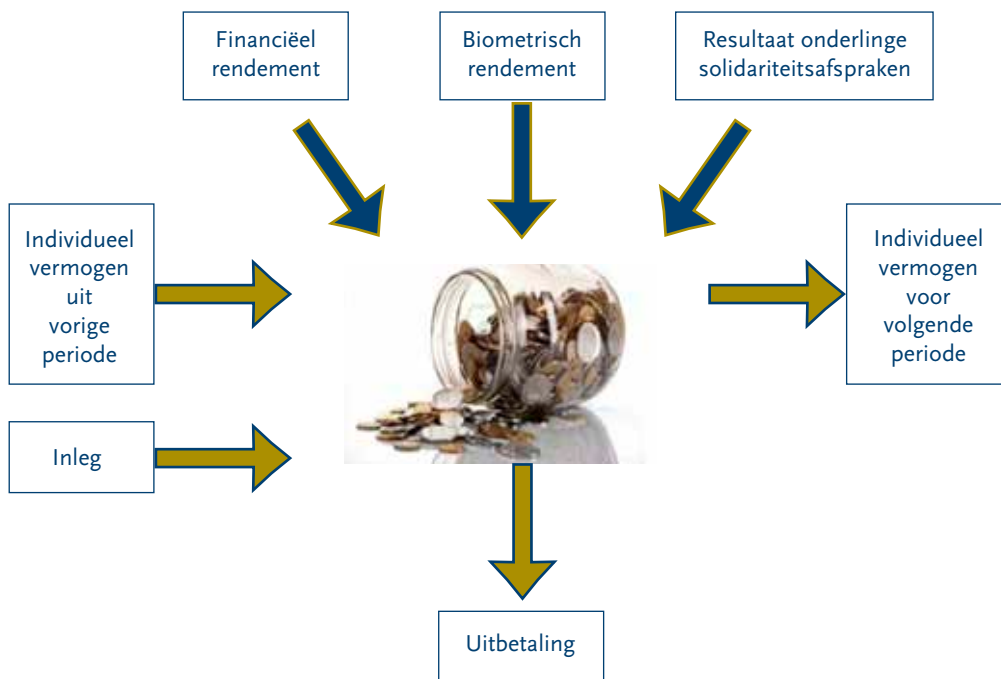 Financiëel
rendement
Biometrisch
rendement
Resultaat onderlinge
solidariteitsafspraken
Individueel
vermogen
uit
vorige
periode
Individueel
vermogen
voor
volgende
periode
Inleg
Uitbetaling